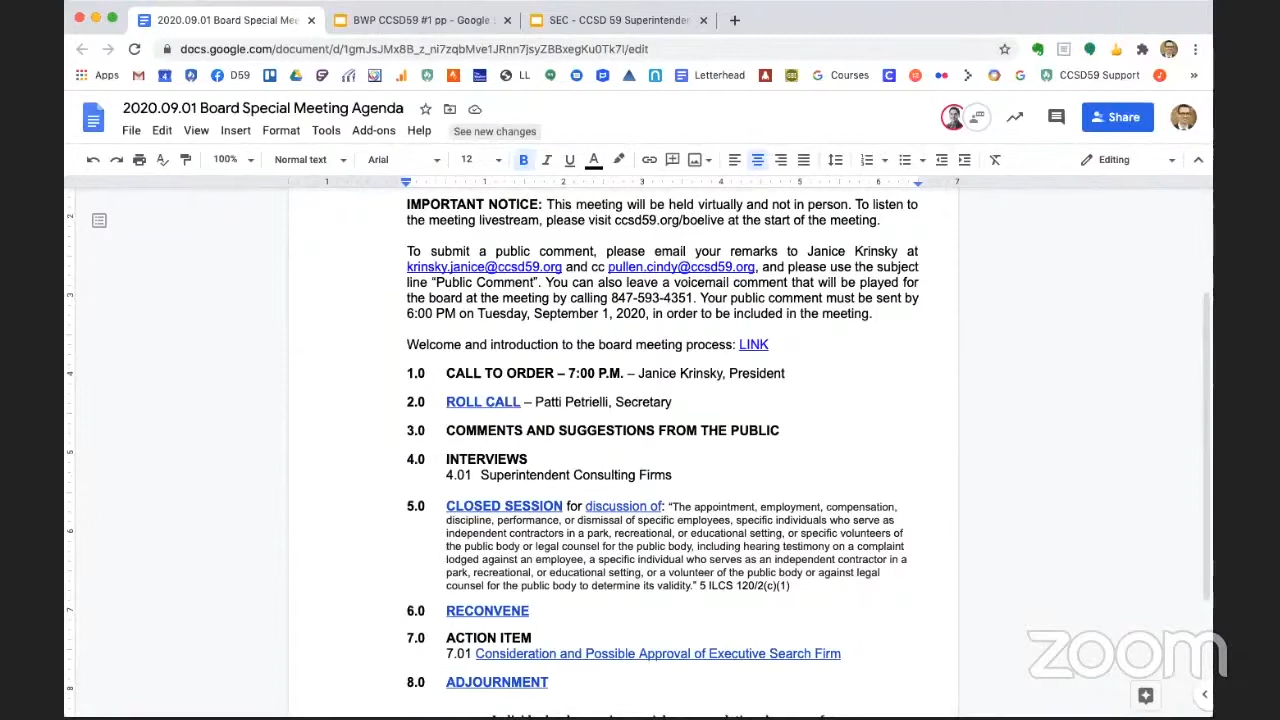 2020.09.01 Board Special Mee
BWP CCSD59 #1 pp - Google
SEC - CCSD 59 Superintender
docs.google.com/document/d/1gmJsJMx8B_z_ni7zqbMve1JRnn7jsyZBBxegKu0Tk7I/edit
Apps D59 LL Letterhead Courses CCSD59 Support »
2020.09.01 Board Special Meeting Agenda
Share
File Edit View Insert Format Tools Add-ons Help See new changes
100% Normal text Arial 12 B I U A Editing
1 1 2 3 4 5 6 7
IMPORTANT NOTICE: This meeting will be held virtually and not in person. To listen to
the meeting livestream, please visit ccsd59.org/boelive at the start of the meeting.
To submit a public comment, please email your remarks to Janice Krinsky at
krinsky.janice@ccsd59.org and cc pullen.cindy@ccsd59.org, and please use the subject
line “Public Comment”. You can also leave a voicemail comment that will be played for
the board at the meeting by calling 847-593-4351. Your public comment must be sent by
6:00 PM on Tuesday, September 1, 2020, in order to be included in the meeting.
Welcome and introduction to the board meeting process: LINK
1.0 CALL TO ORDER – 7:00 P.M. – Janice Krinsky, President
2.0 ROLL CALL – Patti Petrielli, Secretary
3.0 COMMENTS AND SUGGESTIONS FROM THE PUBLIC
4.0 INTERVIEWS
4.01 Superintendent Consulting Firms
5.0 CLOSED SESSION for discussion of: “The appointment, employment, compensation,
discipline, performance, or dismissal of specific employees, specific individuals who serve as
independent contractors in a park, recreational, or educational setting, or specific volunteers of
the public body or legal counsel for the public body, including hearing testimony on a complaint
lodged against an employee, a specific individual who serves as an independent contractor in a
park, recreational, or educational setting, or a volunteer of the public body or against legal
counsel for the public body to determine its validity.” 5 ILCS 120/2(c)(1)
6.0 RECONVENE
7.0 ACTION ITEM
7.01 Consideration and Possible Approval of Executive Search Firm
8.0 ADJOURNMENT
zoom